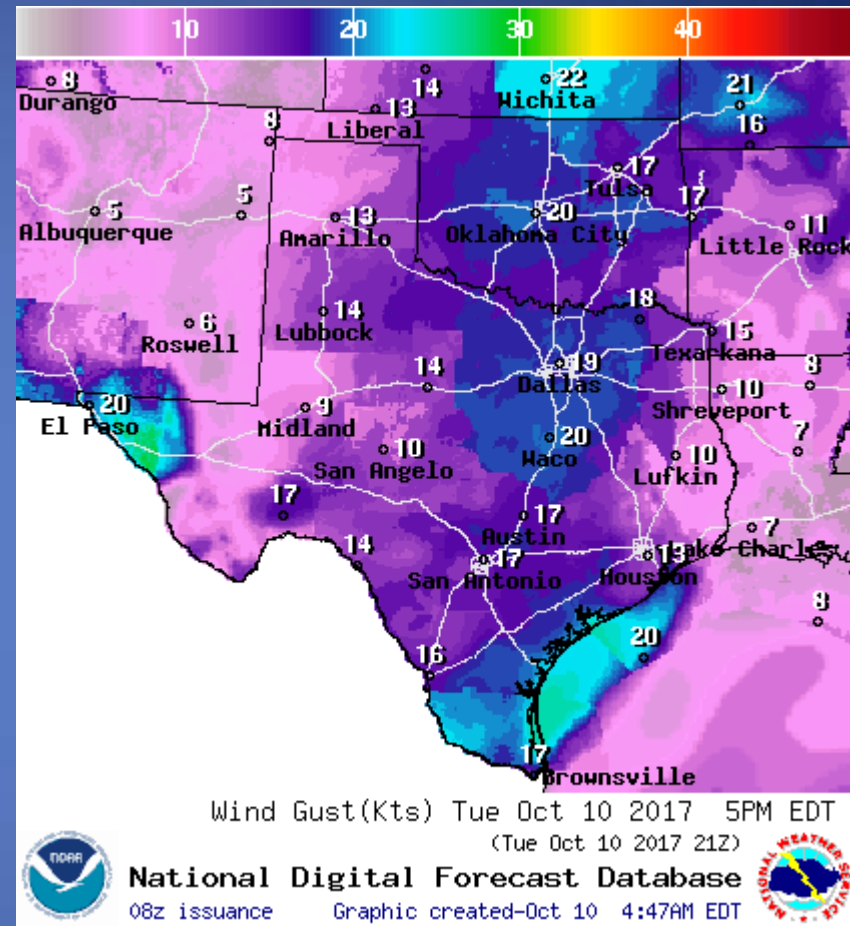 10 20 30 40
8 Durango
14
22 Wichita
21
13 Liberal
8
16
17 Tulsa
5 Albuquerque
5
13 Amarillo
20 Oklahoma City
17
11 Little Rock
6 Roswell
14 Lubbock
18
15 Texarkana
20 El Paso
9 Midland
14
19 Dallas
10 Shreveport
8
10 San Angelo
20 Waco
10 Lufkin
7
17
17 Austin
7
14
17 San Antonio
13 Houston
Lake Charles
8
16
20
17 Brownsville
Wind Gust(Kts) Tue Oct 10 2017 5PM EDT
(Tue Oct 10 2017 21Z)
National Digital Forecast Database
08z issuance Graphic created-Oct 10 4:47AM EDT
NOAA
NATIONAL WEATHER SERVICE